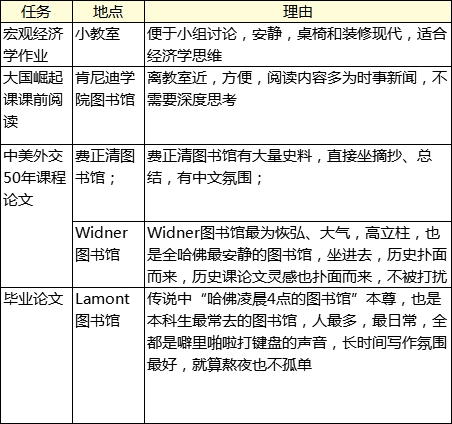 任务 地点 理由
宏观经济 小教室 便于小组讨论，安静，桌椅和装修现代，适合
学作业 经济学思维
大国崛起 肯尼迪学 离教室近，方便，阅读内容多为时事新闻，不
课课前阅 院图书馆 需要深度思考
读
中美外交 费正清图 费正清图书馆有大量史料，直接坐摘抄、总
50年课程 书馆； 结，有中文氛围；
论文
Widner Widner图书馆最为恢弘、大气，高立柱，也
图书馆 是全哈佛最安静的图书馆，坐进去，历史扑面
而来，历史课论文灵感也扑面而来，不被打扰
毕业论文 Lamont 传说中“哈佛凌晨4点的图书馆”本尊，也是
图书馆 本科生最常去的图书馆，人最多，最日常，全
都是噼里啪啦打键盘的声音，长时间写作氛围
最好，就算熬夜也不孤单